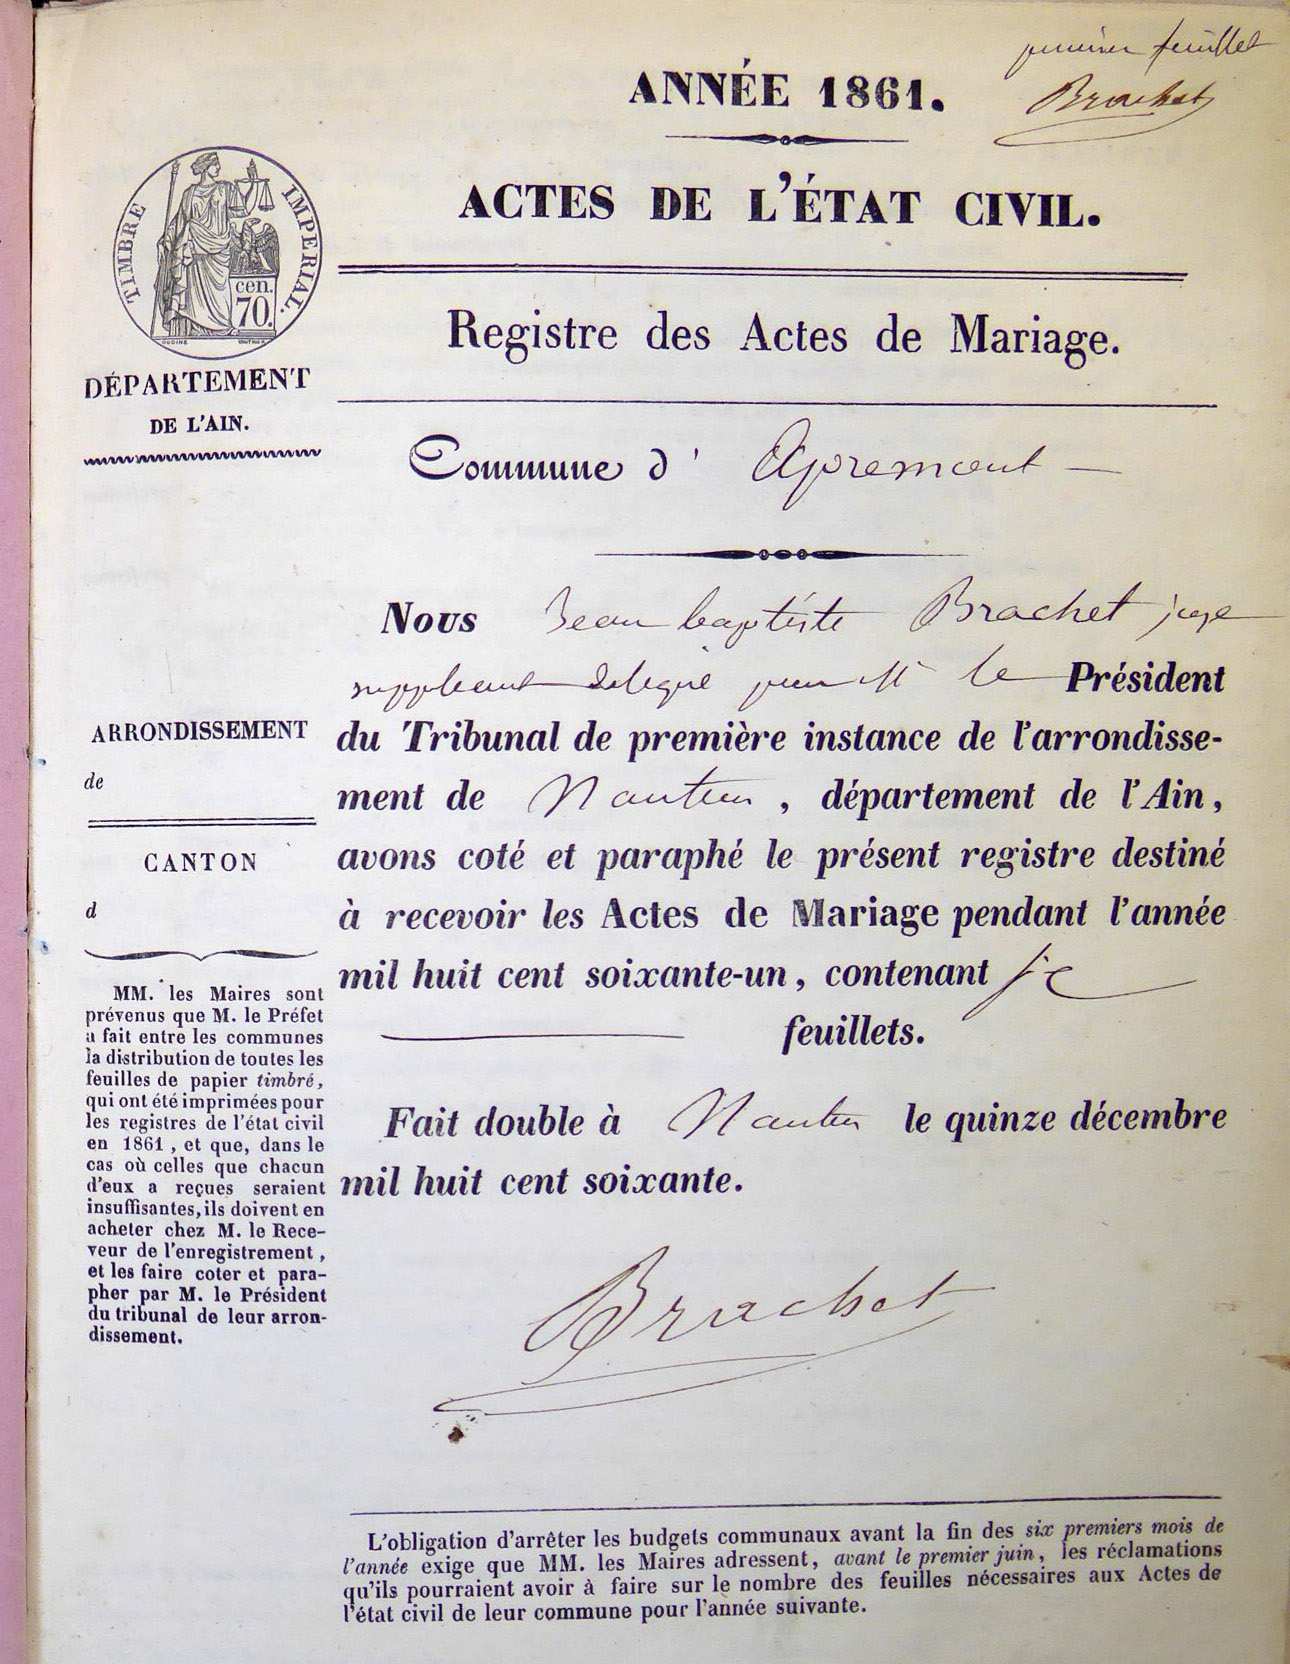 premier feuillet
Brachet
ANNÉE 1861.
ACTES DE L'ÉTAT CIVIL.
TIMBRE IMPERIAL.
cen.
70.
OUDINÉ
DÉPARTEMENT
DE L'AIN.
Registre des Actes de Mariage.
Commune d' Apremont
Nous Jean baptiste Brachet juge
suppleant délégué par M le Président
du Tribunal de première instance de l'arrondisse-
ment de Nantua, département de l'Ain,
avons coté et paraphé le présent registre destiné
à recevoir les Actes de Mariage pendant l'année
mil huit cent soixante-un, contenant
feuillets.
Fait double à Nantua le quinze décembre
mil huit cent soixante.
Brachet
ARRONDISSEMENT
de
CANTON
d
MM. les Maires sont
prévenus que M. le Préfet
a fait entre les communes
la distribution de toutes les
feuilles de papier timbré,
qui ont été imprimées pour
les registres de l'état civil
en 1861, et que, dans le
cas où celles que chacun
d'eux a reçues seraient
insuffisantes, ils doivent en
acheter chez M. le Rece-
veur de l'enregistrement,
et les faire coter et para-
pher par M. le Président
du tribunal de leur arron-
dissement.
L'obligation d'arrêter les budgets communaux avant la fin des six premiers mois de
l'année exige que MM. les Maires adressent, avant le premier juin, les réclamations
qu'ils pourraient avoir à faire sur le nombre des feuilles nécessaires aux Actes de
l'état civil de leur commune pour l'année suivante.